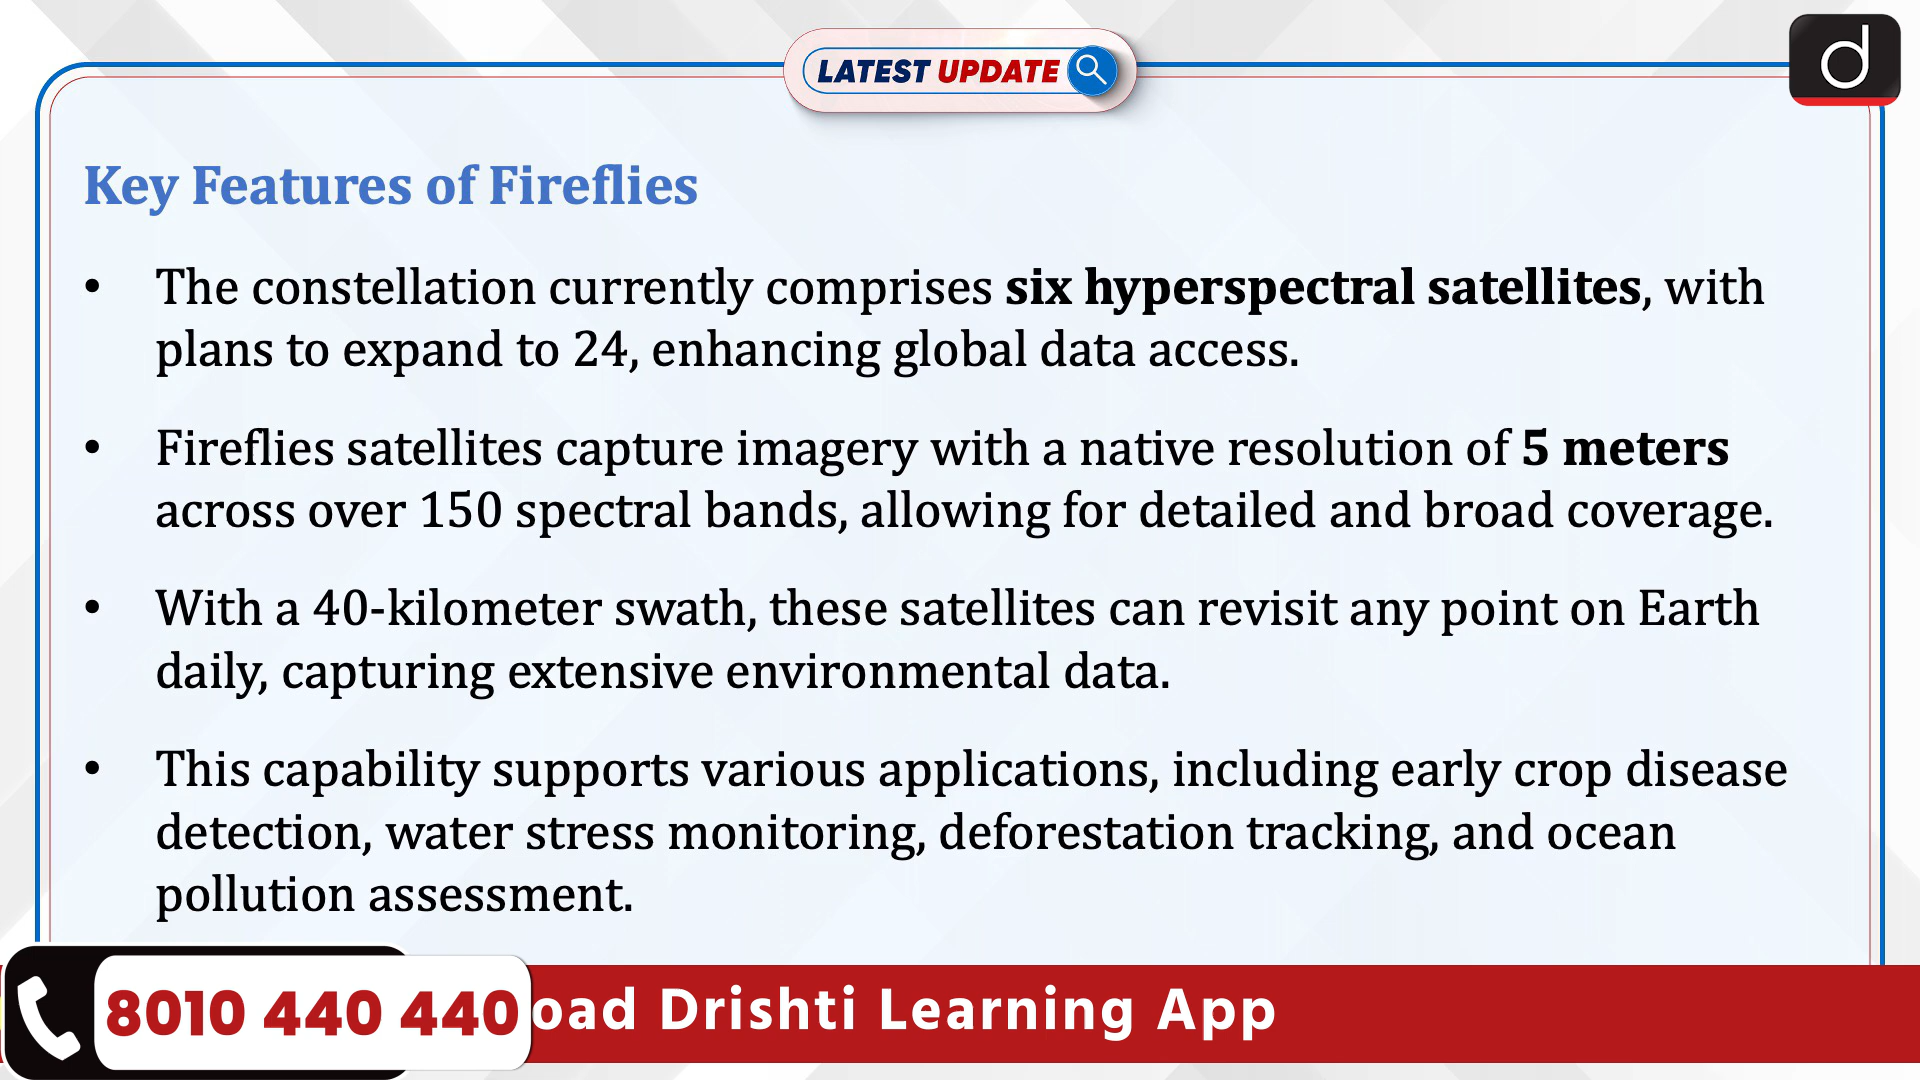 LATEST UPDATE
d
Key Features of Fireflies
• The constellation currently comprises six hyperspectral satellites, with
plans to expand to 24, enhancing global data access.
• Fireflies satellites capture imagery with a native resolution of 5 meters
across over 150 spectral bands, allowing for detailed and broad coverage.
• With a 40-kilometer swath, these satellites can revisit any point on Earth
daily, capturing extensive environmental data.
• This capability supports various applications, including early crop disease
detection, water stress monitoring, deforestation tracking, and ocean
pollution assessment.
8010 440 440 oad Drishti Learning App